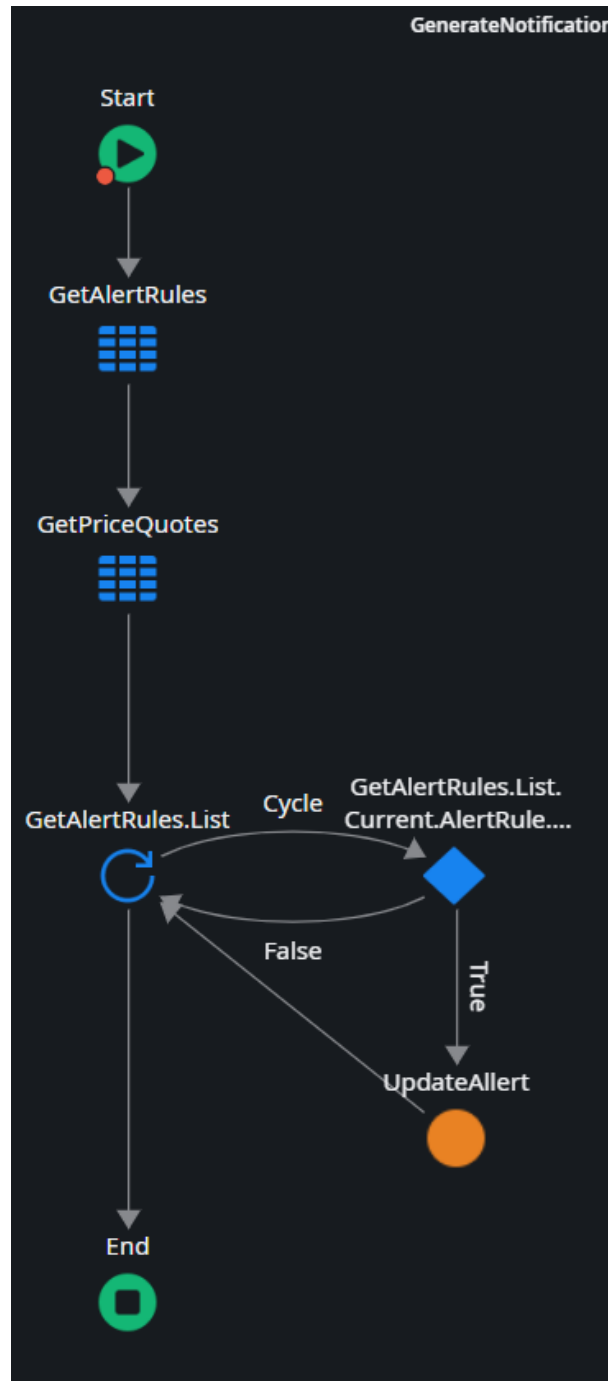 GenerateNotification
Start
GetAlertRules
GetPriceQuotes
GetAlertRules.List
Cycle
GetAlertRules.List.
Current.AlertRule....
False
True
UpdateAllert
End